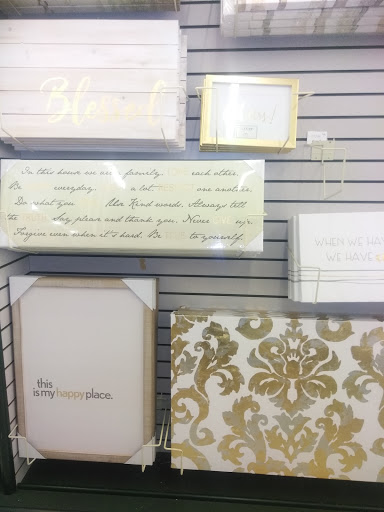 Blessed
In this house we are family, each other.
Be everyday, a lot. one another.
Do what you Use Kind words. Always tell
the Say please and thank you. Never
Forgive even when it's hard. Be to yourself.
WHEN WE HAV
WE HAVE
this
is my happy place.